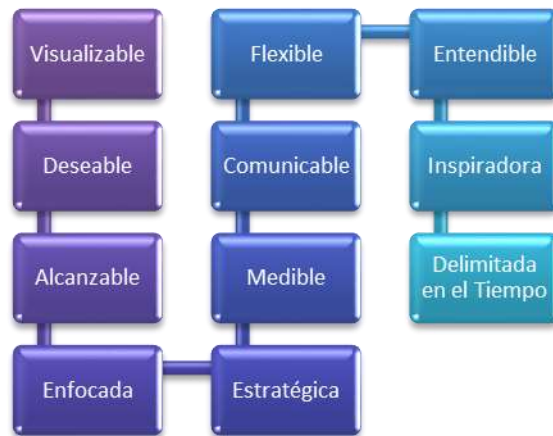 Visualizable
Deseable
Alcanzable
Enfocada
Estratégica
Medible
Comunicable
Flexible
Entendible
Inspiradora
Delimitada
en el Tiempo